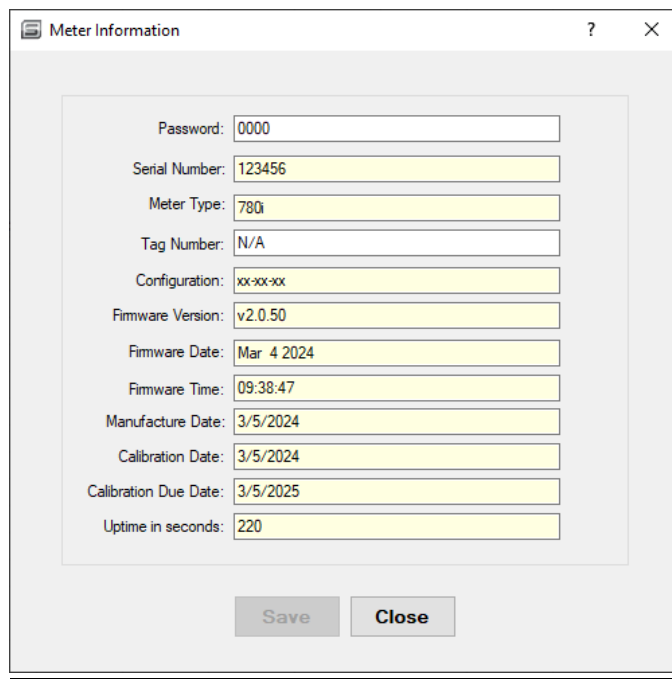 Meter Information ?
Password: 0000
Serial Number: 123456
Meter Type: 780i
Tag Number: N/A
Configuration: xx-xx-xx
Firmware Version: v2.0.50
Firmware Date: Mar  4 2024
Firmware Time: 09:38:47
Manufacture Date: 3/5/2024
Calibration Date: 3/5/2024
Calibration Due Date: 3/5/2025
Uptime in seconds: 220
Save Close